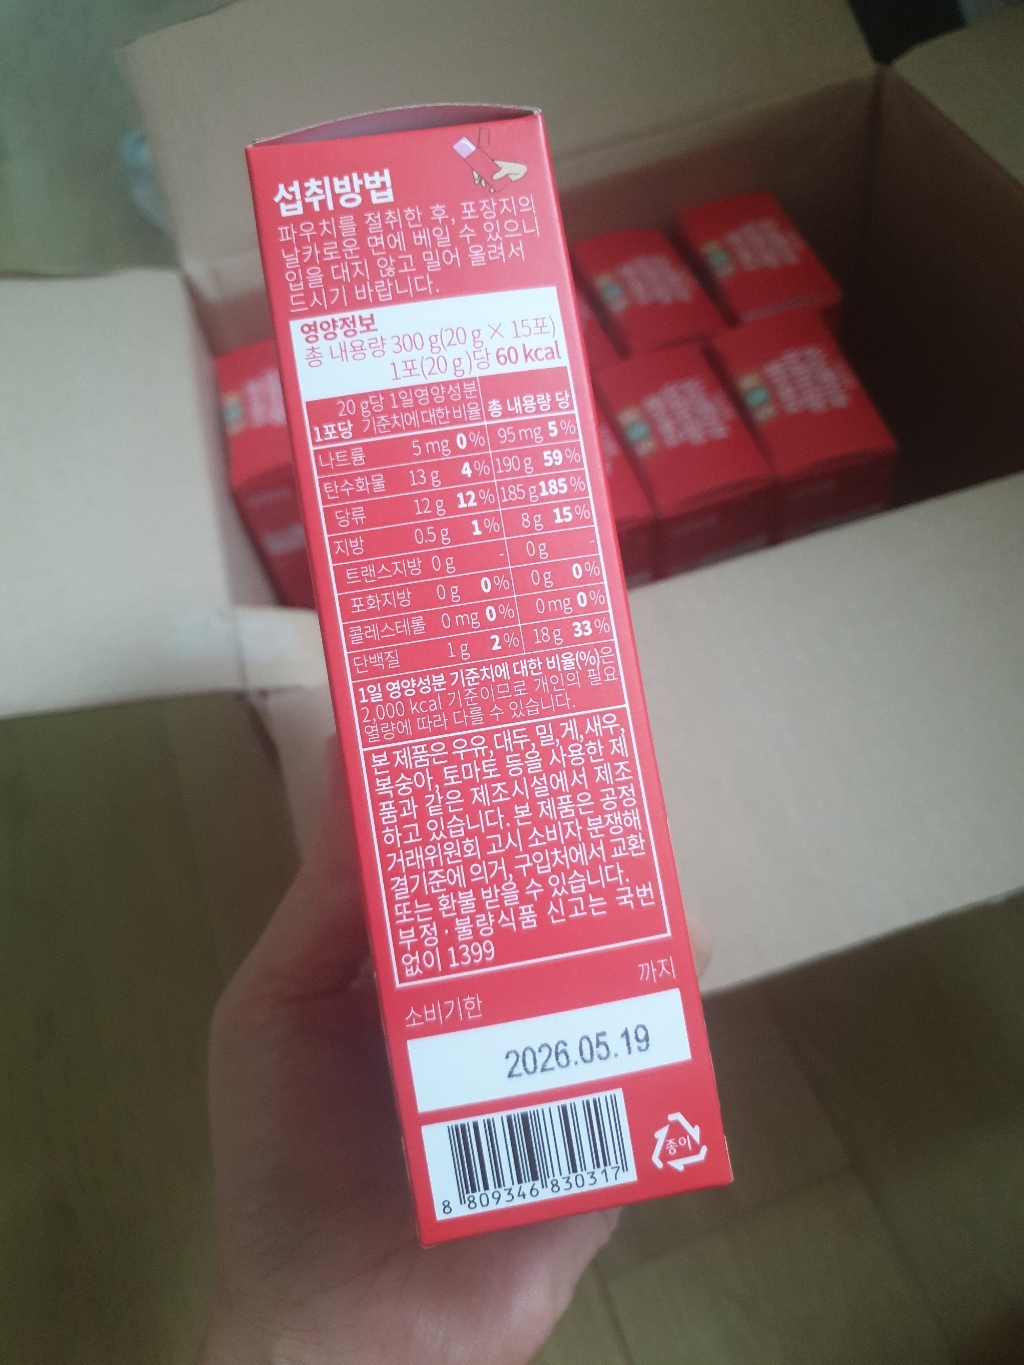 섭취방법
파우치를 절취한 후, 포장지의
날카로운 면에 베일 수 있으니
입을 대지 않고 밀어 올려서
드시기 바랍니다.
영양정보
총 내용량 300 g(20 g × 15포)
1포(20 g)당 60 kcal
20 g당 1일영양성분
1포당 기준치에대한비율 총 내용량 당
나트륨 5 mg 0% 95 mg 5%
탄수화물 13 g 4% 190 g 59%
당류 12 g 12% 185 g 185%
지방 0.5 g 1% 8 g 15%
트랜스지방 0 g - 0 g -
포화지방 0 g 0% 0 g 0%
콜레스테롤 0 mg 0% 0 mg 0%
단백질 1 g 2% 18 g 33%
1일 영양성분 기준치에 대한 비율(%)은
2,000 kcal 기준이므로 개인의 필요
열량에 따라 다를 수 있습니다.
본 제품은 우유, 대두, 밀, 게, 새우,
복숭아, 토마토 등을 사용한 제
품과 같은 제조시설에서 제조
하고 있습니다. 본 제품은 공정
거래위원회 고시 소비자 분쟁해
결기준에 의거, 구입처에서 교환
또는 환불 받을 수 있습니다.
부정·불량식품 신고는 국번
없이 1399
소비기한 까지
2026.05.19
8 809346 830317
종이